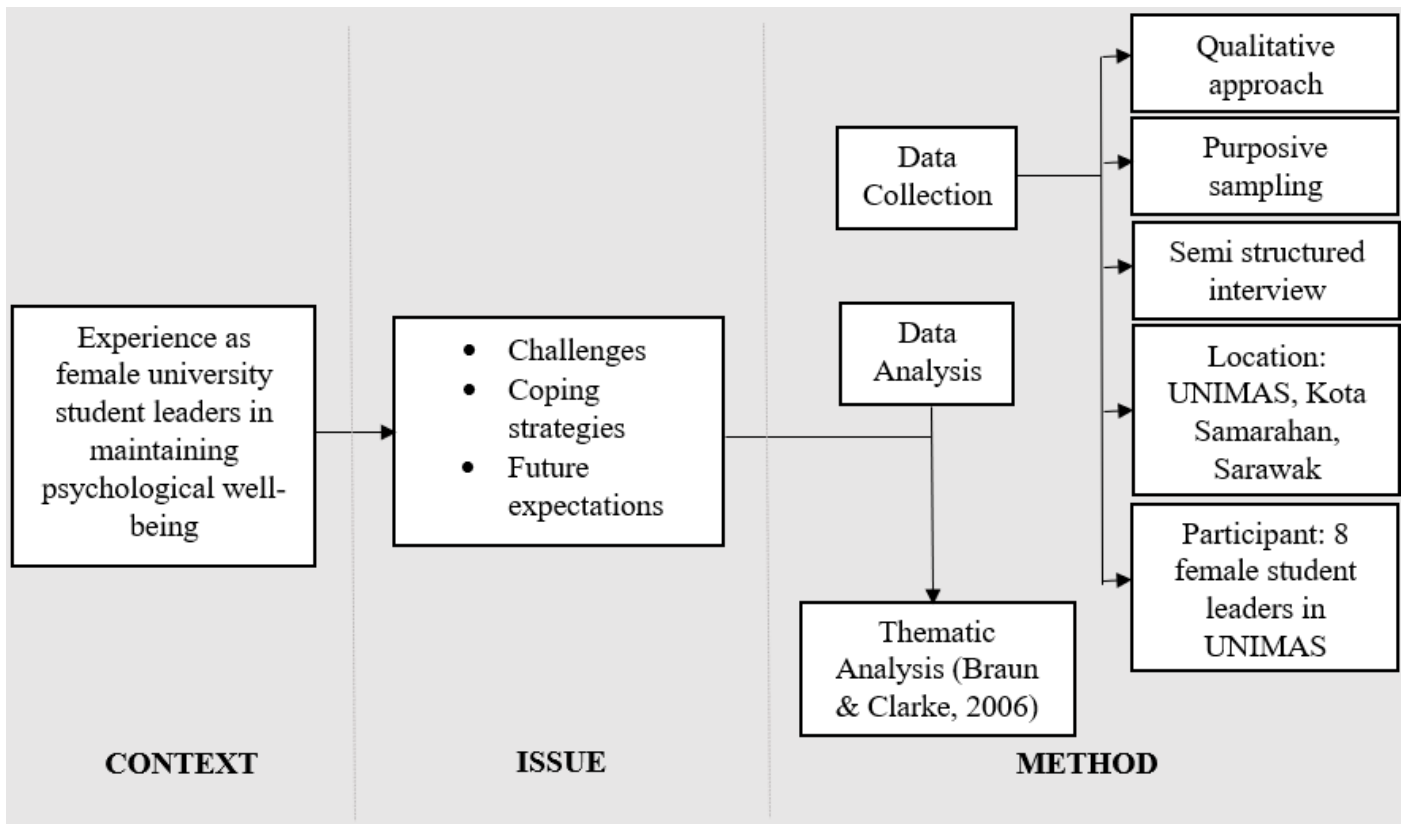 Experience as
female university
student leaders in
maintaining
psychological well-
being
CONTEXT
• Challenges
• Coping
strategies
• Future
expectations
ISSUE
Data
Collection
Data
Analysis
Thematic
Analysis (Braun
& Clarke, 2006)
Qualitative
approach
Purposive
sampling
Semi structured
interview
Location:
UNIMAS, Kota
Samarahan,
Sarawak
Participant: 8
female student
leaders in
UNIMAS
METHOD